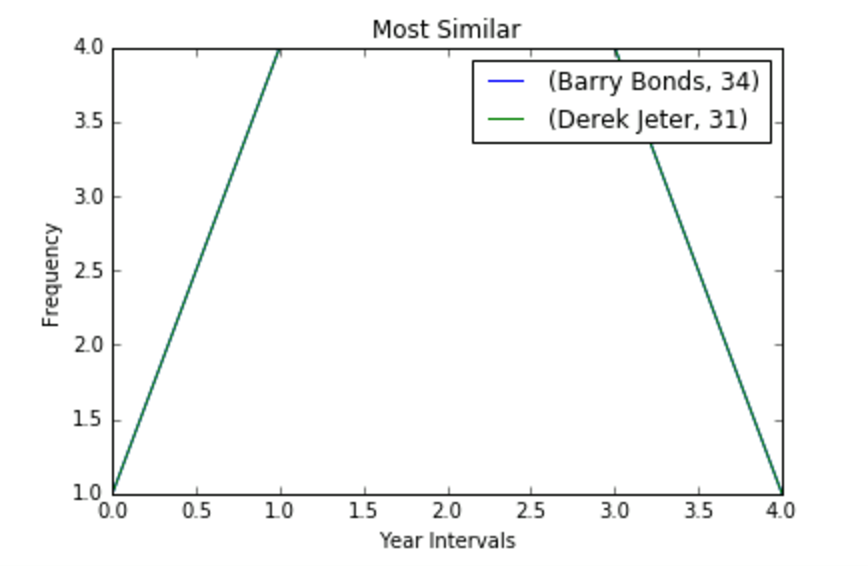 Most Similar
4.0
3.5
3.0
2.5
2.0
1.5
1.0
Frequency
(Barry Bonds, 34)
(Derek Jeter, 31)
0.0 0.5 1.0 1.5 2.0 2.5 3.0 3.5 4.0
Year Intervals